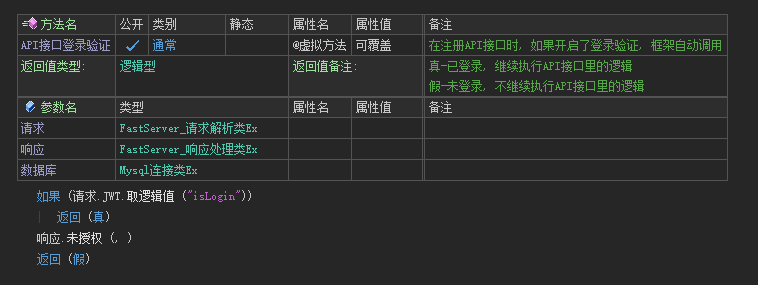 方法名 公开 类别 静态 属性名 属性值 备注
API接口登录验证 通常 @虚拟方法 可覆盖 在注册API接口时, 如果开启了登录验证, 框架自动调用
返回值类型: 逻辑型 返回值备注: 真-已登录, 继续执行API接口里的逻辑
假-未登录, 不继续执行API接口里的逻辑
参数名 类型 属性名 属性值 备注
请求 FastServer_请求解析类Ex
响应 FastServer_响应处理类Ex
数据库 Mysql连接类Ex
如果 (请求.JWT.取逻辑值 ("isLogin"))
返回 (真)
响应.未授权 (, )
返回 (假)